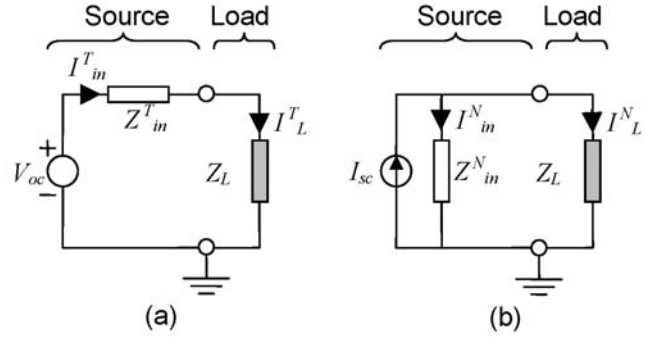 Source Load Source Load
I^T_in I^T_L I^N_in I^N_L
Z^T_in
+
V_oc Z_L I_sc Z^N_in Z_L
−
(a) (b)